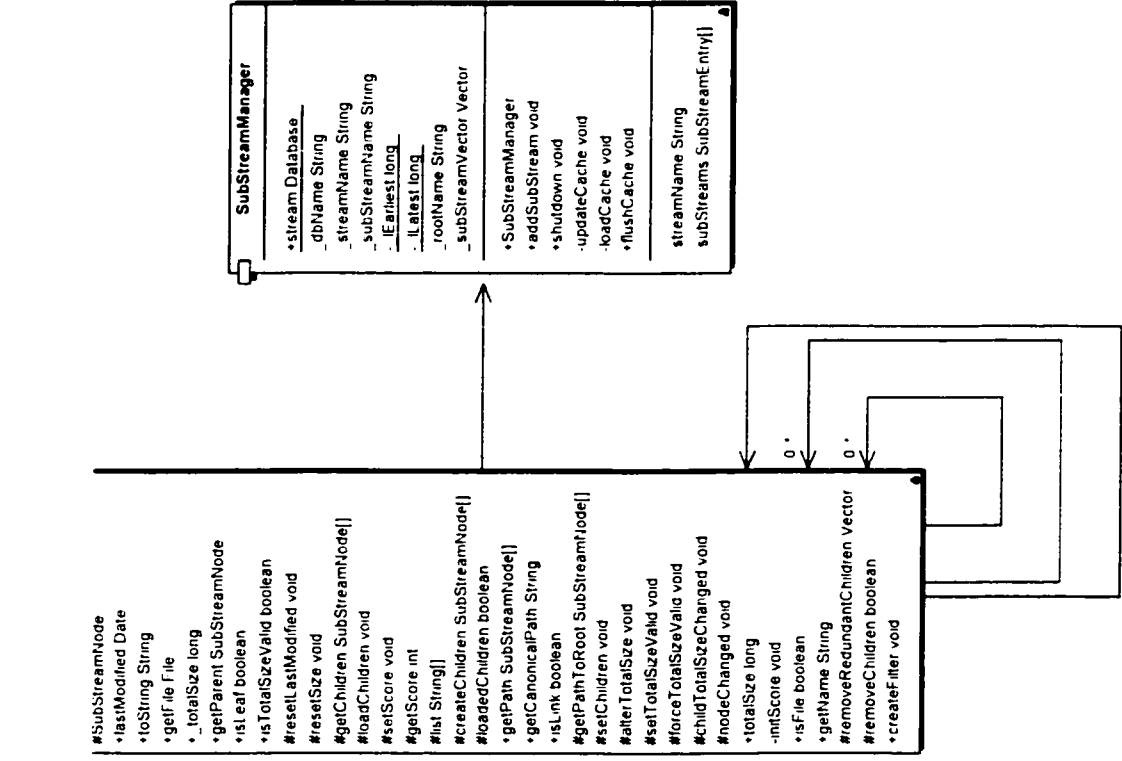 SubStreamManager
+stream Database
_dbName String
_streamName String
_subStreamName String
- lEarliest long
- lLatest long
_rootName String
_subStreamVector Vector
+SubStreamManager
+addSubStream void
+shutdown void
-updateCache void
-loadCache void
+flushCache void
streamName String
subStreams SubStreamEntry[]
#SubStreamNode
+lastModified Date
+toString String
+getFile File
+_totalSize long
+getParent SubStreamNode
+isLeaf boolean
+isTotalSizeValid boolean
#resetLastModified void
#resetSize void
#getChildren SubStreamNode[]
#loadChildren void
#setScore void
#getScore int
#list String[]
#createChildren SubStreamNode[]
#loadedChildren boolean
+getPath SubStreamNode[]
+getCanonicalPath String
+isLink boolean
#getPathToRoot SubStreamNode[]
#setChildren void
#alterTotalSize void
#setTotalSizeValid void
#forceTotalSizeValid void
#childTotalSizeChanged void
#nodeChanged void
+totalSize long
-initScore void
+isFile boolean
+getName String
#removeRedundantChildren Vector
#removeChildren boolean
+createFilter void
0 *
0 *